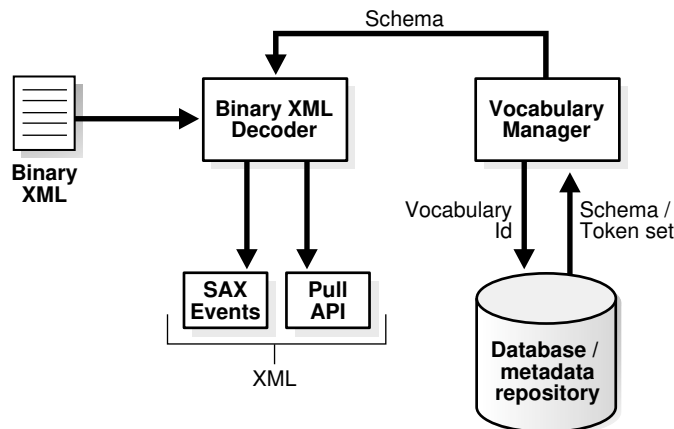 Schema
Binary XML
Decoder
Vocabulary
Manager
Binary
XML
Vocabulary
Id
Schema /
Token set
SAX
Events
Pull
API
XML
Database /
metadata
repository